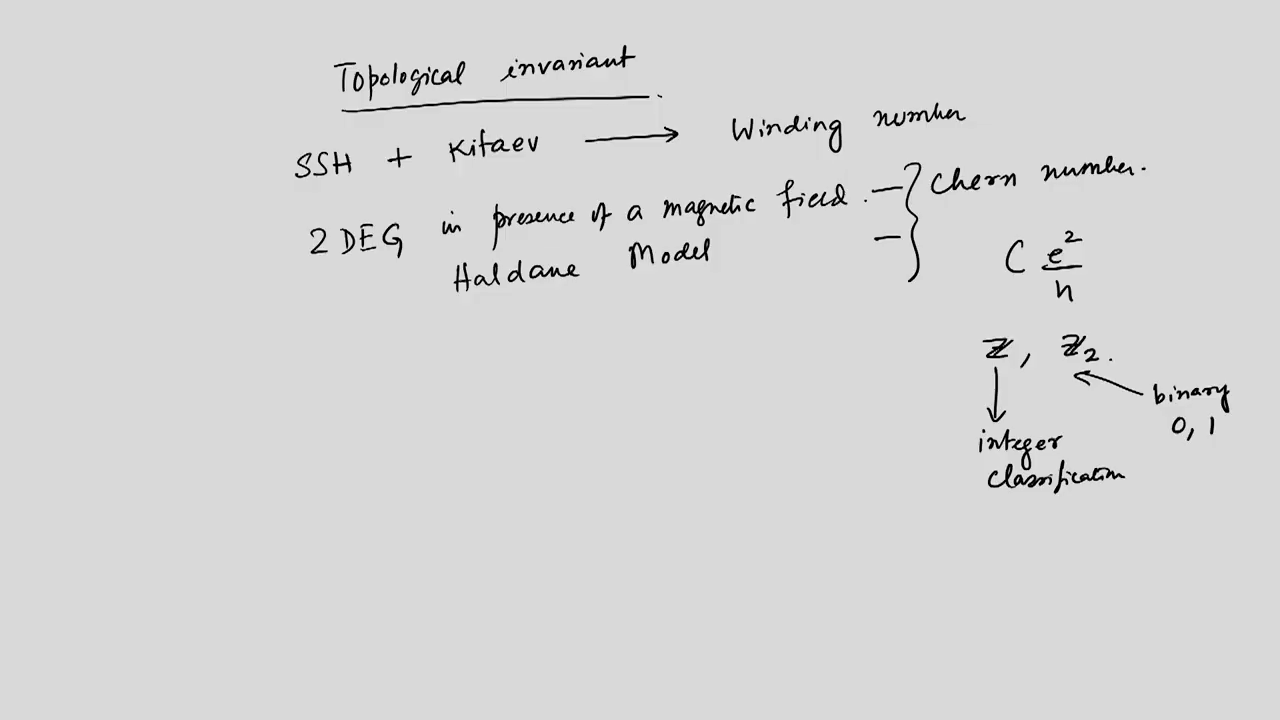 Topological invariant
SSH + Kitaev → Winding number
2DEG in presence of a magnetic field. — } Chern number.
Haldane Model —
C e²/h
ℤ, ℤ₂.
binary
0, 1
integer
classification